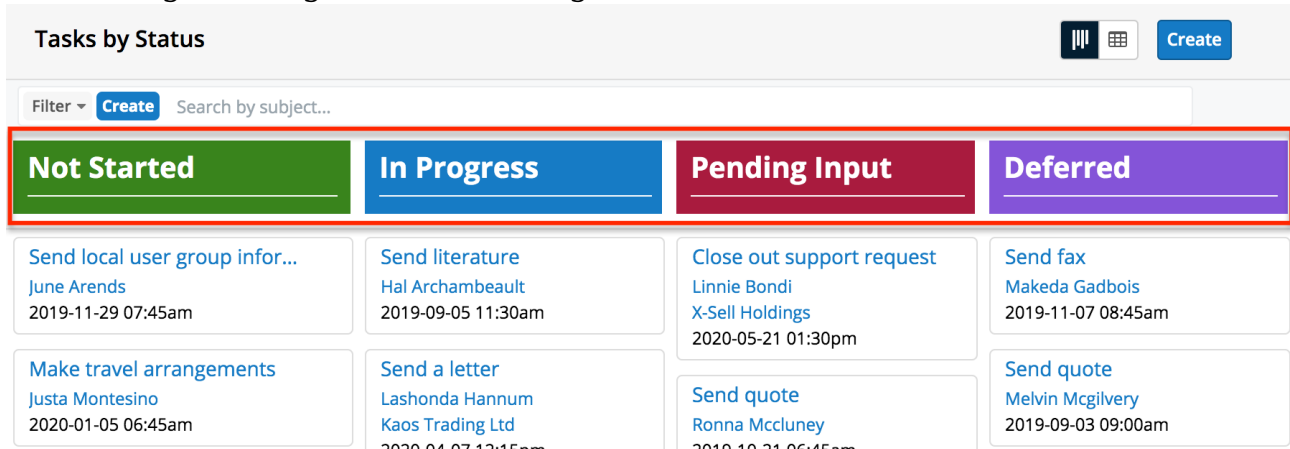 Tasks by Status
Create
Filter Create Search by subject...
Not Started
In Progress
Pending Input
Deferred
Send local user group infor...
June Arends
2019-11-29 07:45am
Make travel arrangements
Justa Montesino
2020-01-05 06:45am
Send literature
Hal Archambeault
2019-09-05 11:30am
Send a letter
Lashonda Hannum
Kaos Trading Ltd
Close out support request
Linnie Bondi
X-Sell Holdings
2020-05-21 01:30pm
Send quote
Ronna Mccluney
Send fax
Makeda Gadbois
2019-11-07 08:45am
Send quote
Melvin Mcgilvery
2019-09-03 09:00am